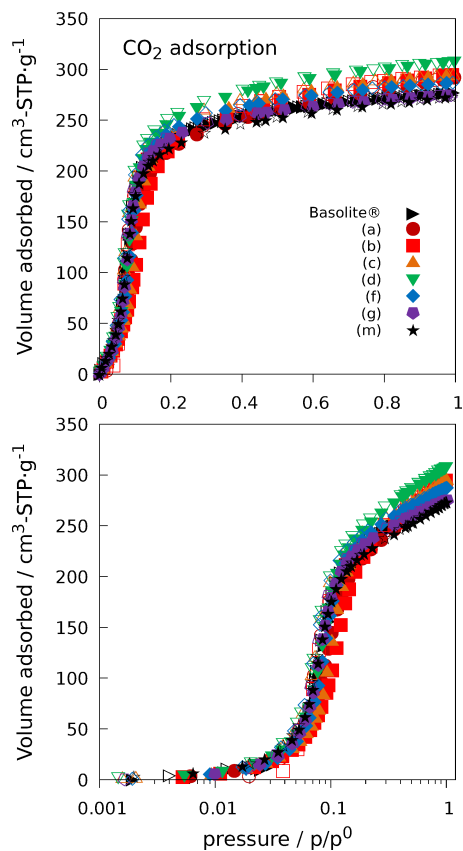 350
300
250
200
150
100
50
0
Volume adsorbed / cm³-STP·g⁻¹
CO₂ adsorption
Basolite®
(a)
(b)
(c)
(d)
(f)
(g)
(m)
0 0.2 0.4 0.6 0.8 1
350
300
250
200
150
100
50
0
Volume adsorbed / cm³-STP·g⁻¹
0.001 0.01 0.1 1
pressure / p/p⁰